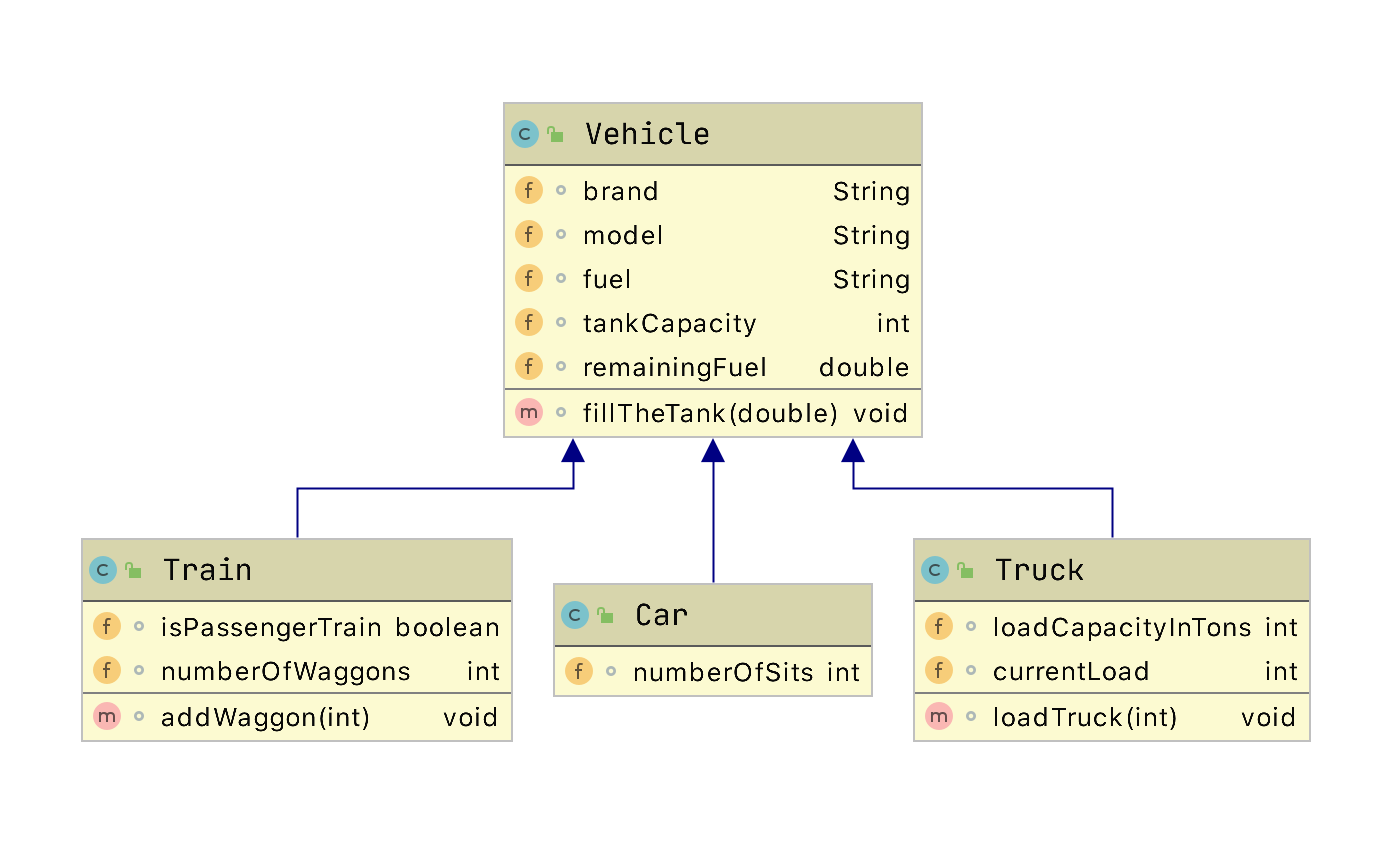 C Vehicle
f brand String
f model String
f fuel String
f tankCapacity int
f remainingFuel double
m fillTheTank(double) void
C Train
f isPassengerTrain boolean
f numberOfWaggons int
m addWaggon(int) void
C Car
f numberOfSits int
C Truck
f loadCapacityInTons int
f currentLoad int
m loadTruck(int) void